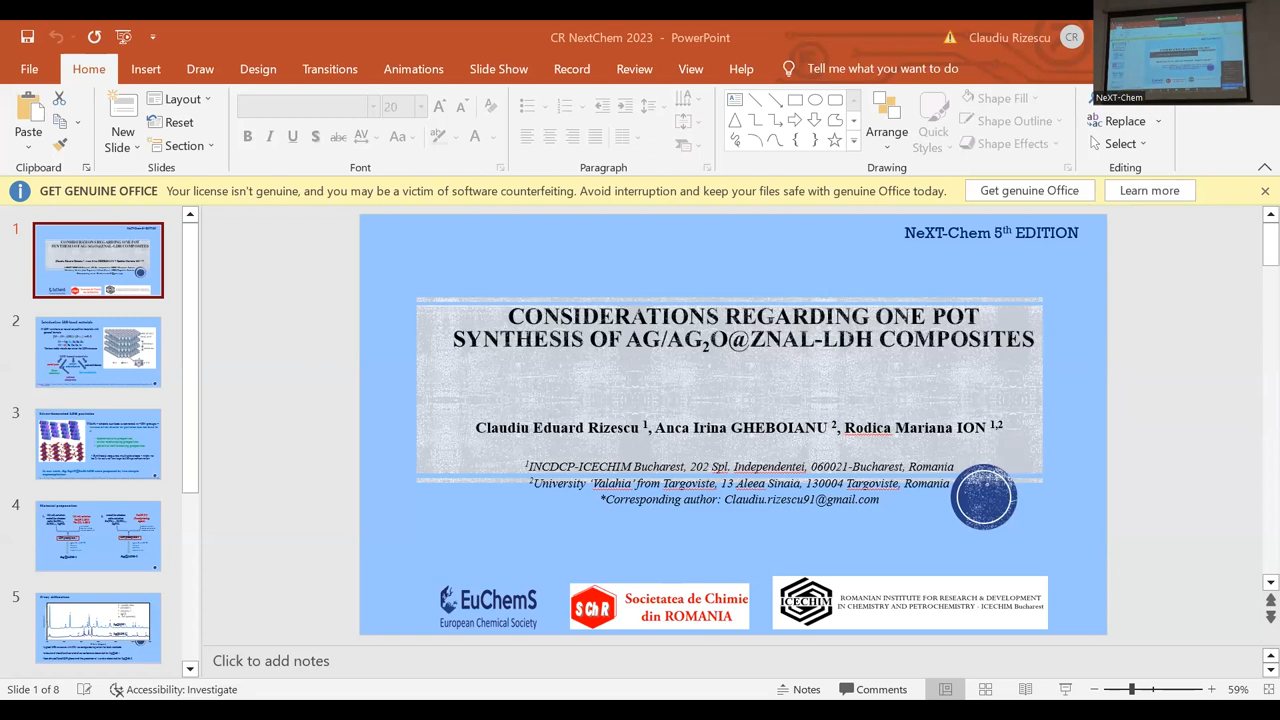 CR NextChem 2023 - PowerPoint
Claudiu Rizescu
CR
NeXT-Chem
File
Home
Insert
Draw
Design
Transitions
Animations
Slide Show
Record
Review
View
Help
Tell me what you want to do
Paste
Clipboard
New
Slide
Layout
Reset
Section
Slides
20
Font
Paragraph
Arrange
Quick
Styles
Shape Fill
Shape Outline
Shape Effects
Drawing
Replace
Select
Editing
GET GENUINE OFFICE Your license isn't genuine, and you may be a victim of software counterfeiting. Avoid interruption and keep your files safe with genuine Office today.
Get genuine Office
Learn more
1
2
3
4
5
NeXT-Chem 5th EDITION
CONSIDERATIONS REGARDING ONE POT
SYNTHESIS OF AG/AG2O@ZNAL-LDH COMPOSITES
Claudiu Eduard Rizescu 1, Anca Irina GHEBOIANU 2, Rodica Mariana ION 1,2
1INCDCP-ICECHIM Bucharest, 202 Spl. Independentei, 060021-Bucharest, Romania
2University 'Valahia' from Targoviste, 13 Aleea Sinaia, 130004 Targoviste, Romania
*Corresponding author: Claudiu.rizescu91@gmail.com
EuChemS
European Chemical Society
SChR
Societatea de Chimie
din ROMANIA
ICECHIM
ROMANIAN INSTITUTE FOR RESEARCH & DEVELOPMENT
IN CHEMISTRY AND PETROCHEMISTRY - ICECHIM Bucharest
Click to add notes
Slide 1 of 8
Accessibility: Investigate
Notes
Comments
59%